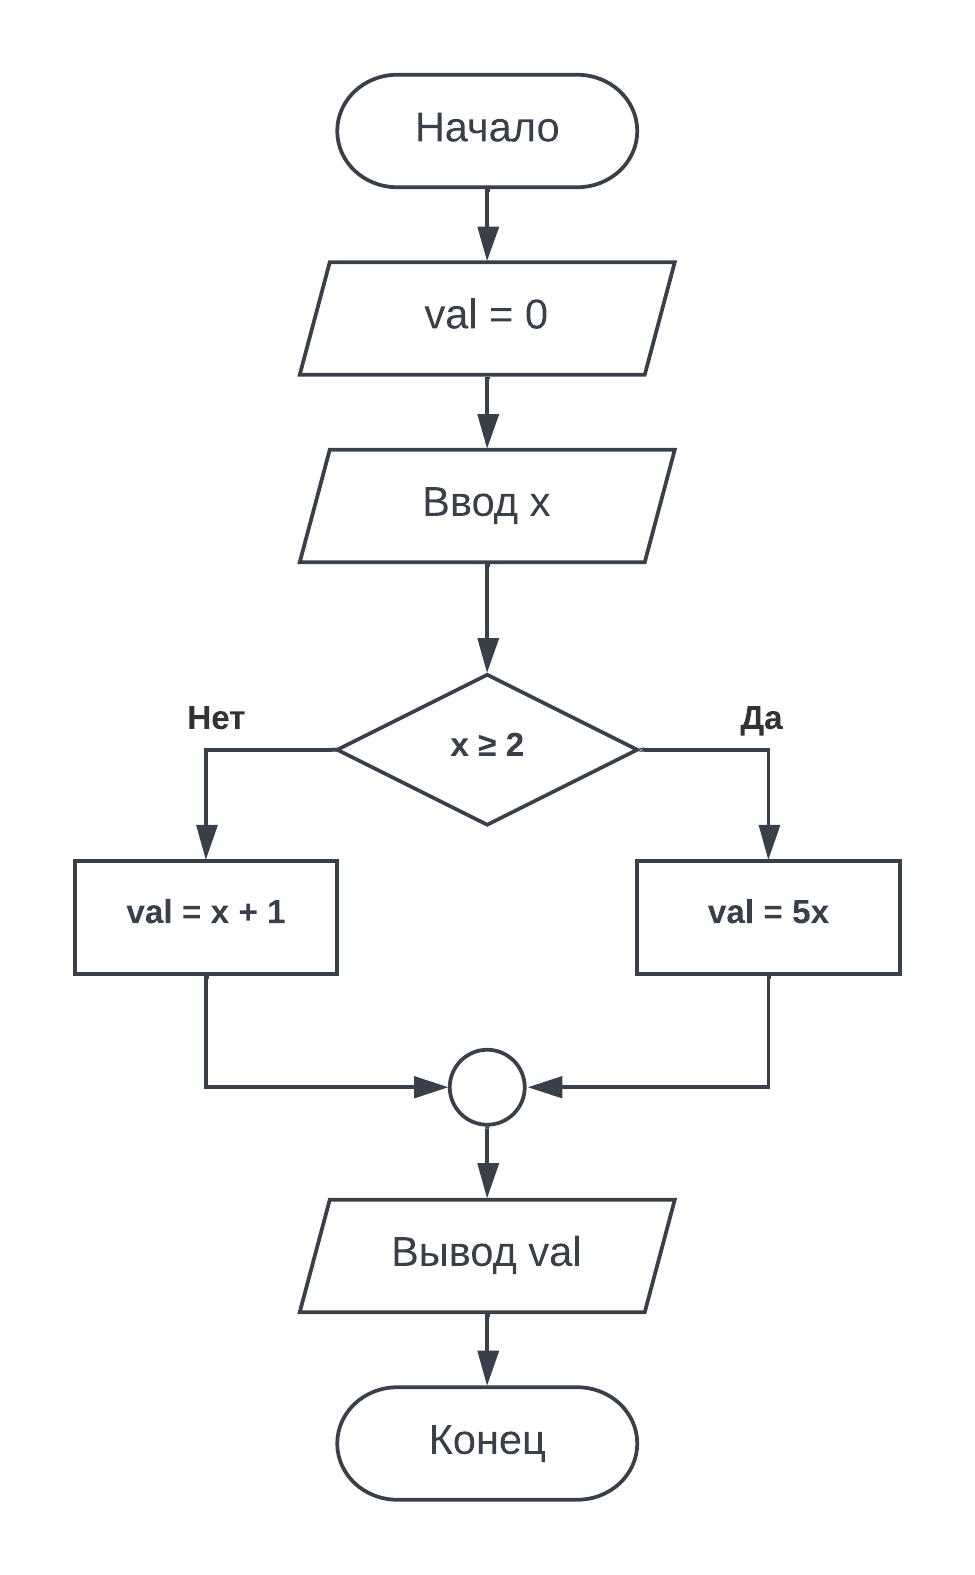 Начало
val = 0
Ввод x
Нет
Да
x ≥ 2
val = x + 1
val = 5x
Вывод val
Конец